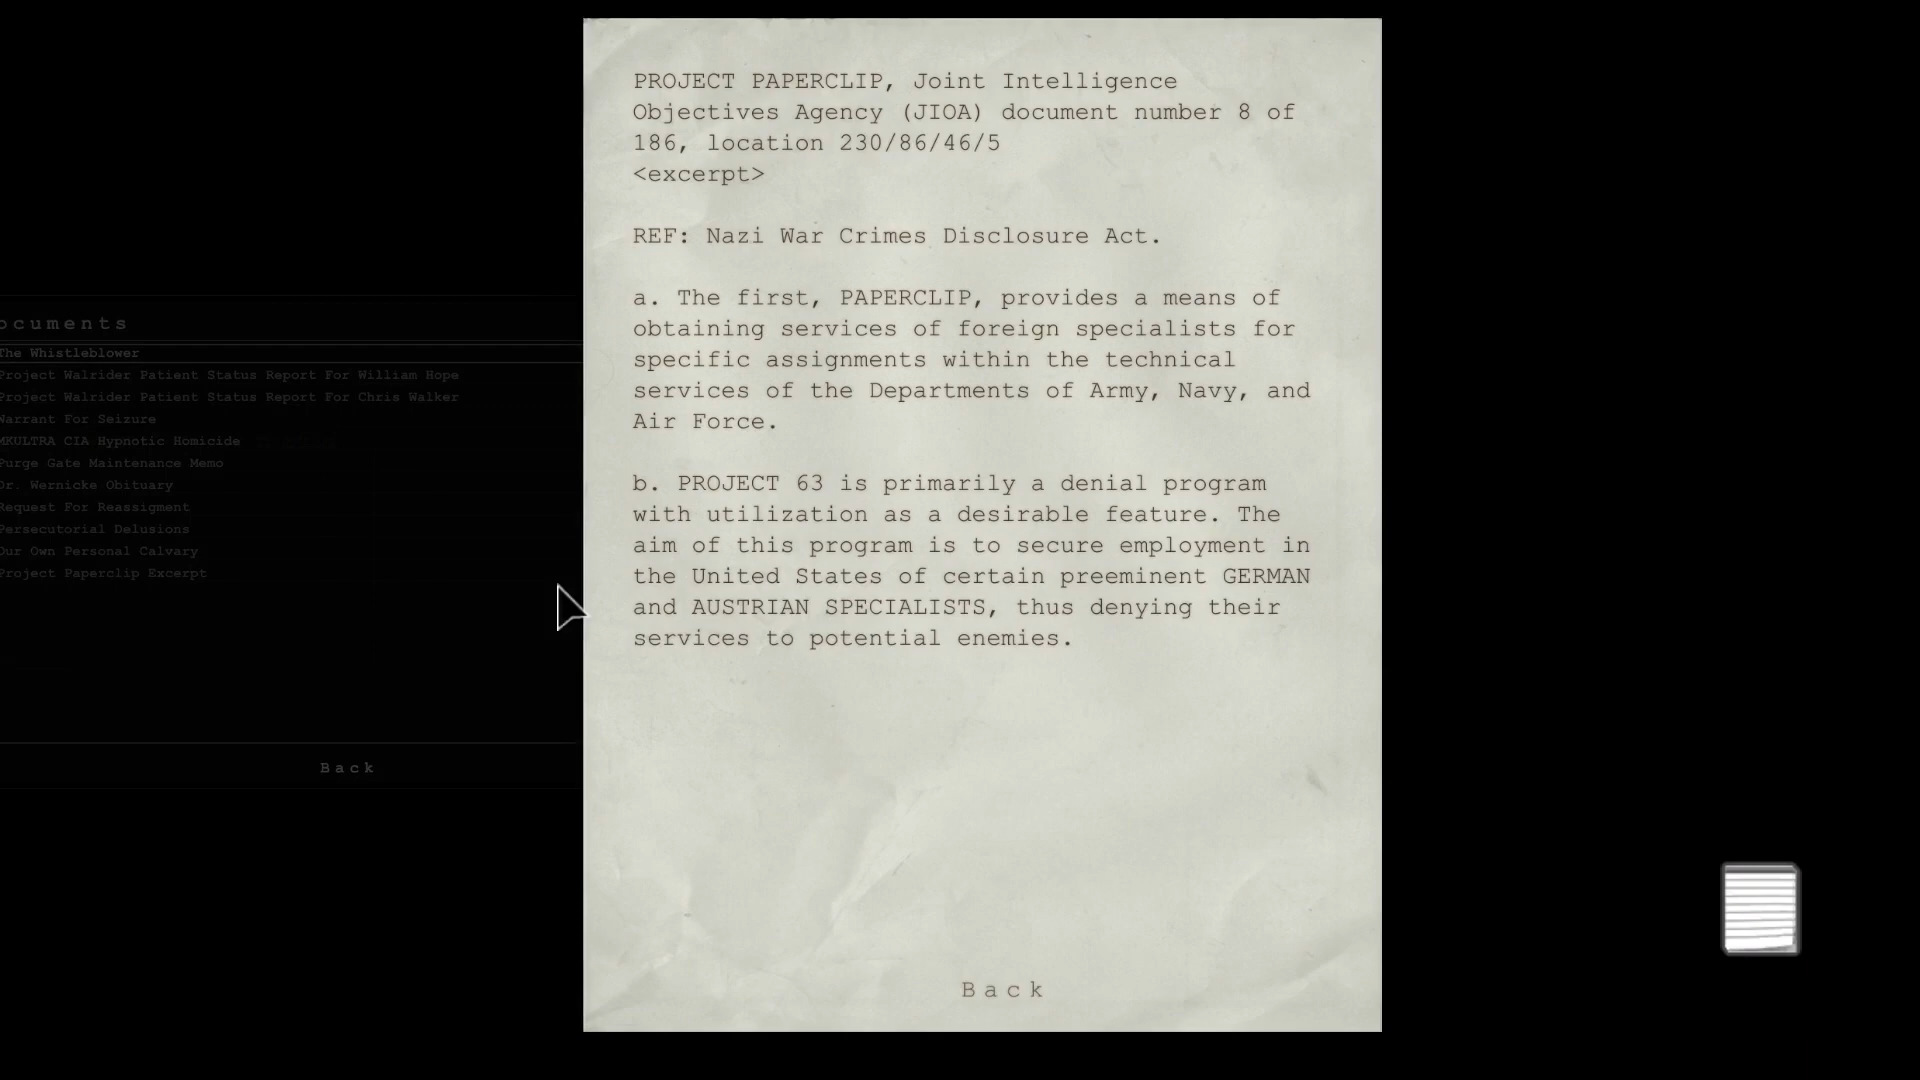 ocuments
The Whistleblower
Project Walrider Patient Status Report For William Hope
Project Walrider Patient Status Report For Chris Walker
Warrant For Seizure
MKULTRA CIA Hypnotic Homicide
Purge Gate Maintenance Memo
Dr. Wernicke Obituary
Request For Reassigment
Persecutorial Delusions
Our Own Personal Calvary
Project Paperclip Excerpt
Back
PROJECT PAPERCLIP, Joint Intelligence
Objectives Agency (JIOA) document number 8 of
186, location 230/86/46/5
<excerpt>
REF: Nazi War Crimes Disclosure Act.
a. The first, PAPERCLIP, provides a means of
obtaining services of foreign specialists for
specific assignments within the technical
services of the Departments of Army, Navy, and
Air Force.
b. PROJECT 63 is primarily a denial program
with utilization as a desirable feature. The
aim of this program is to secure employment in
the United States of certain preeminent GERMAN
and AUSTRIAN SPECIALISTS, thus denying their
services to potential enemies.
Back